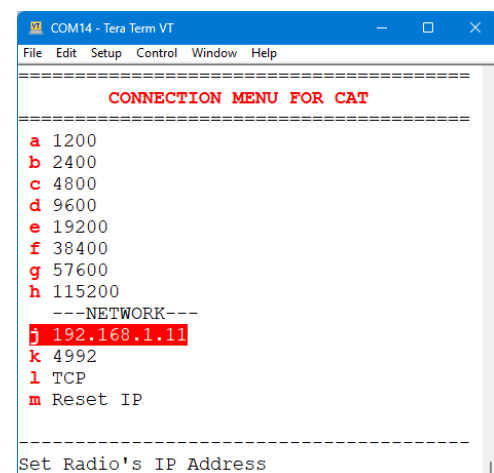 COM14 - Tera Term VT
File Edit Setup Control Window Help
==========================================
CONNECTION MENU FOR CAT
==========================================
a 1200
b 2400
c 4800
d 9600
e 19200
f 38400
g 57600
h 115200
---NETWORK---
j 192.168.1.11
k 4992
l TCP
m Reset IP
------------------------------------------
Set Radio's IP Address